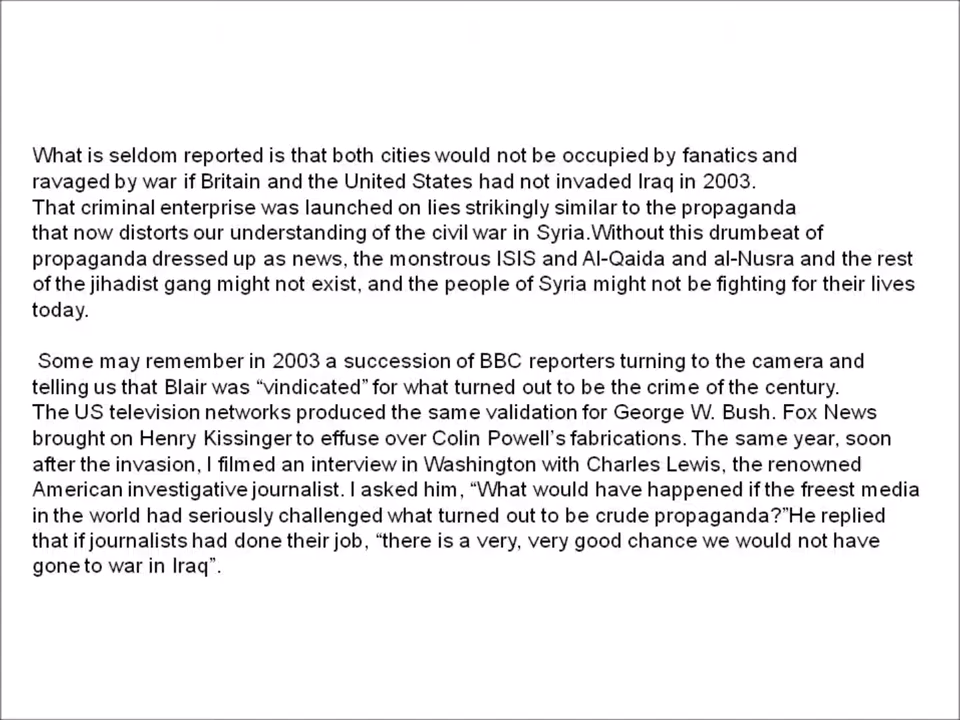 What is seldom reported is that both cities would not be occupied by fanatics and
ravaged by war if Britain and the United States had not invaded Iraq in 2003.
That criminal enterprise was launched on lies strikingly similar to the propaganda
that now distorts our understanding of the civil war in Syria.Without this drumbeat of
propaganda dressed up as news, the monstrous ISIS and Al-Qaida and al-Nusra and the rest
of the jihadist gang might not exist, and the people of Syria might not be fighting for their lives
today.
Some may remember in 2003 a succession of BBC reporters turning to the camera and
telling us that Blair was “vindicated” for what turned out to be the crime of the century.
The US television networks produced the same validation for George W. Bush. Fox News
brought on Henry Kissinger to effuse over Colin Powell’s fabrications. The same year, soon
after the invasion, I filmed an interview in Washington with Charles Lewis, the renowned
American investigative journalist. I asked him, “What would have happened if the freest media
in the world had seriously challenged what turned out to be crude propaganda?”He replied
that if journalists had done their job, “there is a very, very good chance we would not have
gone to war in Iraq”.